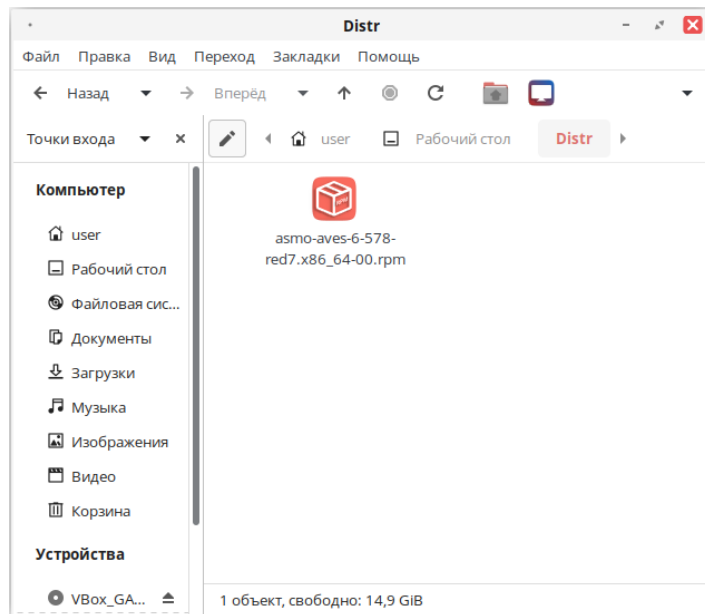 Distr
Файл Правка Вид Переход Закладки Помощь
Назад Вперёд
Точки входа user Рабочий стол Distr
Компьютер
user
Рабочий стол
Файловая сис...
Документы
Загрузки
Музыка
Изображения
Видео
Корзина
Устройства
VBox_GA...
asmo-aves-6-578-
red7.x86_64-00.rpm
1 объект, свободно: 14,9 GiB